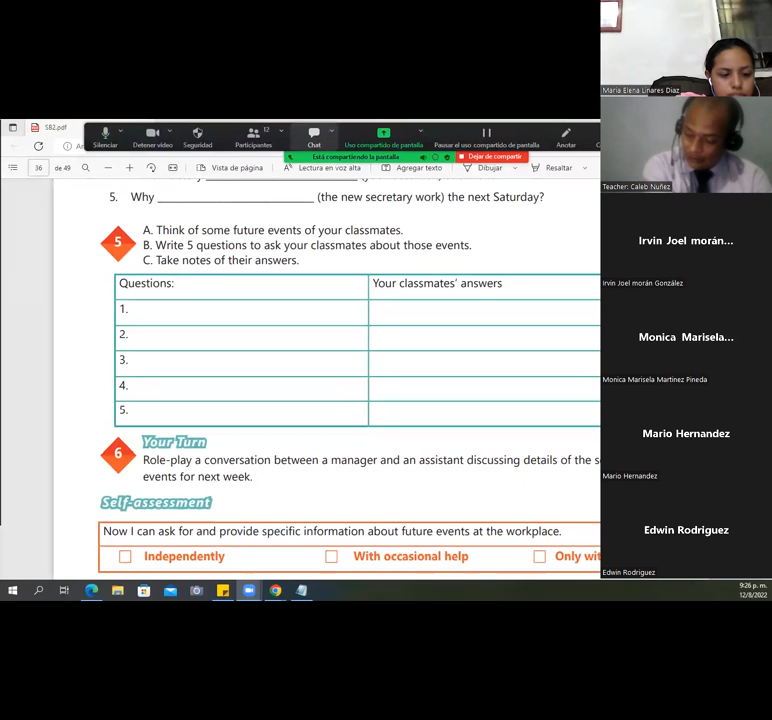 María Elena Linares Diaz
SB2.pdf
Silenciar
Detener video
Seguridad
12
Participantes
Chat
Uso compartido de pantalla
Pausar el uso compartido de pantalla
Anotar
Está compartiendo la pantalla
Dejar de compartir
36 de 49
Vista de página
Lectura en voz alta
Agregar texto
Dibujar
Resaltar
Teacher: Caleb Nuñez
5. Why ____________________ (the new secretary work) the next Saturday?
5
A. Think of some future events of your classmates.
B. Write 5 questions to ask your classmates about those events.
C. Take notes of their answers.
Irvin Joel morán...
Irvin Joel morán González
Questions:
Your classmates' answers
1.
2.
3.
4.
5.
Monica Marisela...
Monica Marisela Martinez Pineda
Mario Hernandez
Mario Hernandez
6
Your Turn
Role-play a conversation between a manager and an assistant discussing details of the
events for next week.
Self-assessment
Now I can ask for and provide specific information about future events at the workplace.
Independently
With occasional help
Only
Edwin Rodriguez
Edwin Rodriguez
9:26 p. m.
12/8/2022